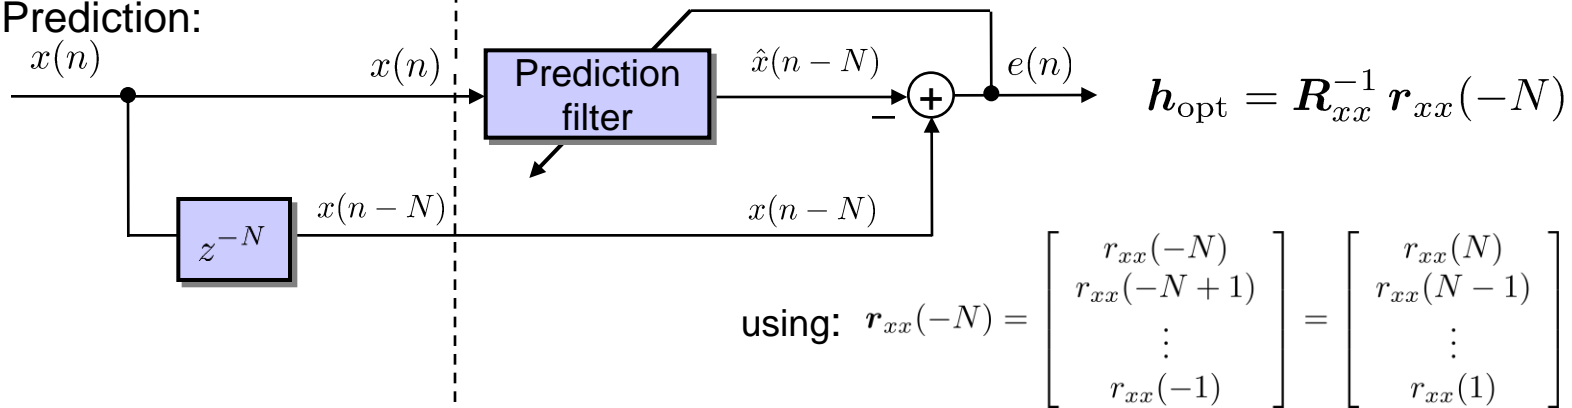 Prediction:
x(n)
x(n)
Prediction
filter
x̂(n − N)
−
+
e(n)
h_opt = R_xx^{−1} r_xx(−N)
z^{−N}
x(n − N)
x(n − N)
using: r_xx(−N) = [ r_xx(−N) r_xx(−N + 1) ⋮ r_xx(−1) ] = [ r_xx(N) r_xx(N − 1) ⋮ r_xx(1) ]